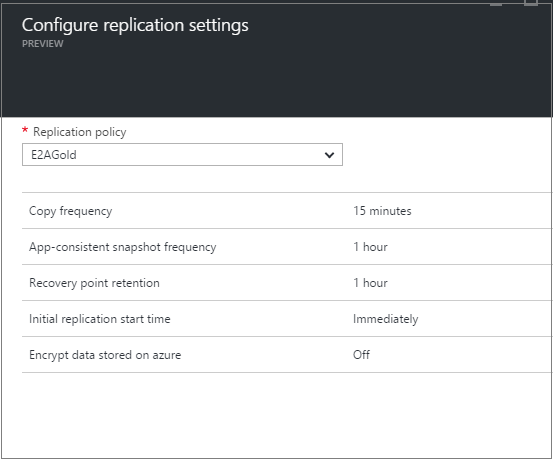 Configure replication settings
PREVIEW
* Replication policy
E2AGold
Copy frequency 15 minutes
App-consistent snapshot frequency 1 hour
Recovery point retention 1 hour
Initial replication start time Immediately
Encrypt data stored on azure Off